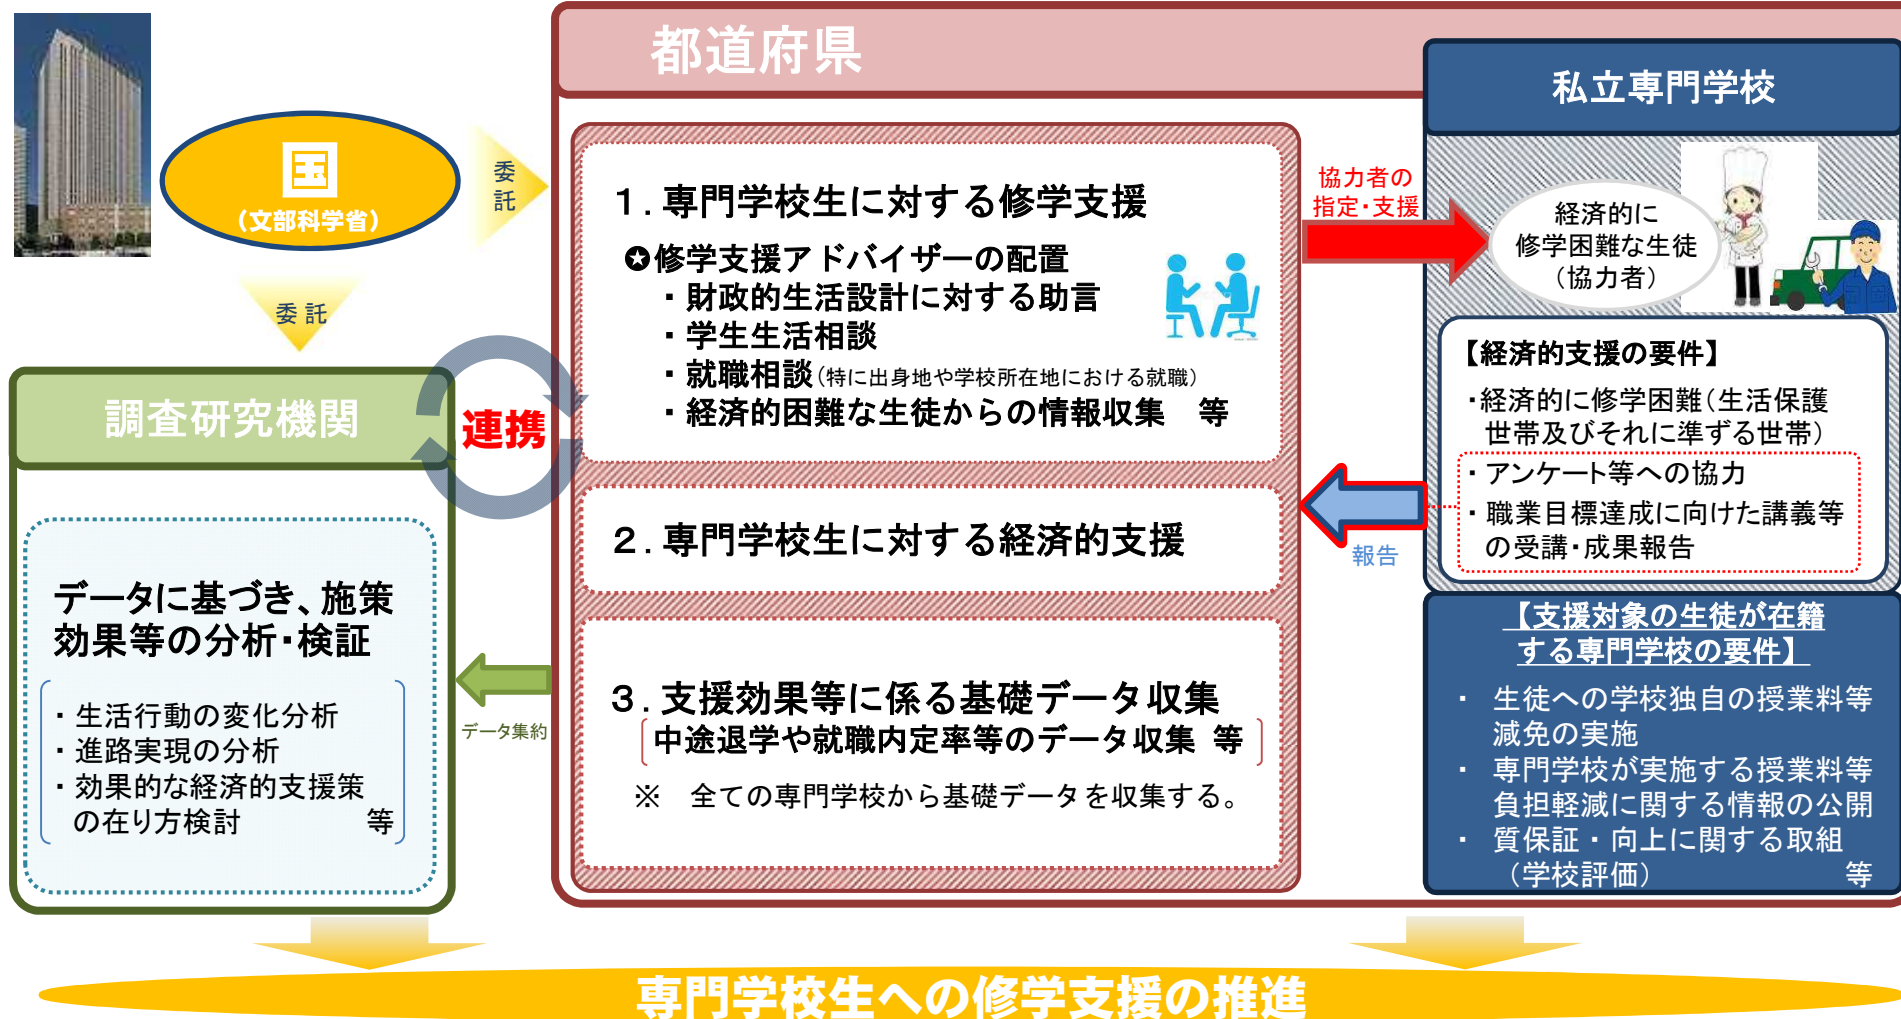 都道府県
私立専門学校
国
(文部科学省)
委託
委託
1.専門学校生に対する修学支援
✪修学支援アドバイザーの配置
・財政的生活設計に対する助言
・学生生活相談
・就職相談(特に出身地や学校所在地における就職)
・経済的困難な生徒からの情報収集 等
協力者の
指定・支援
経済的に
修学困難な生徒
(協力者)
【経済的支援の要件】
・経済的に修学困難(生活保護
世帯及びそれに準ずる世帯)
・アンケート等への協力
・職業目標達成に向けた講義等
の受講・成果報告
調査研究機関
連携
2.専門学校生に対する経済的支援
報告
データに基づき、施策
効果等の分析・検証
・生活行動の変化分析
・進路実現の分析
・効果的な経済的支援策
の在り方検討 等
データ集約
3.支援効果等に係る基礎データ収集
中途退学や就職内定率等のデータ収集 等
※ 全ての専門学校から基礎データを収集する。
【支援対象の生徒が在籍
する専門学校の要件】
・ 生徒への学校独自の授業料等
減免の実施
・ 専門学校が実施する授業料等
負担軽減に関する情報の公開
・ 質保証・向上に関する取組
(学校評価) 等
専門学校生への修学支援の推進